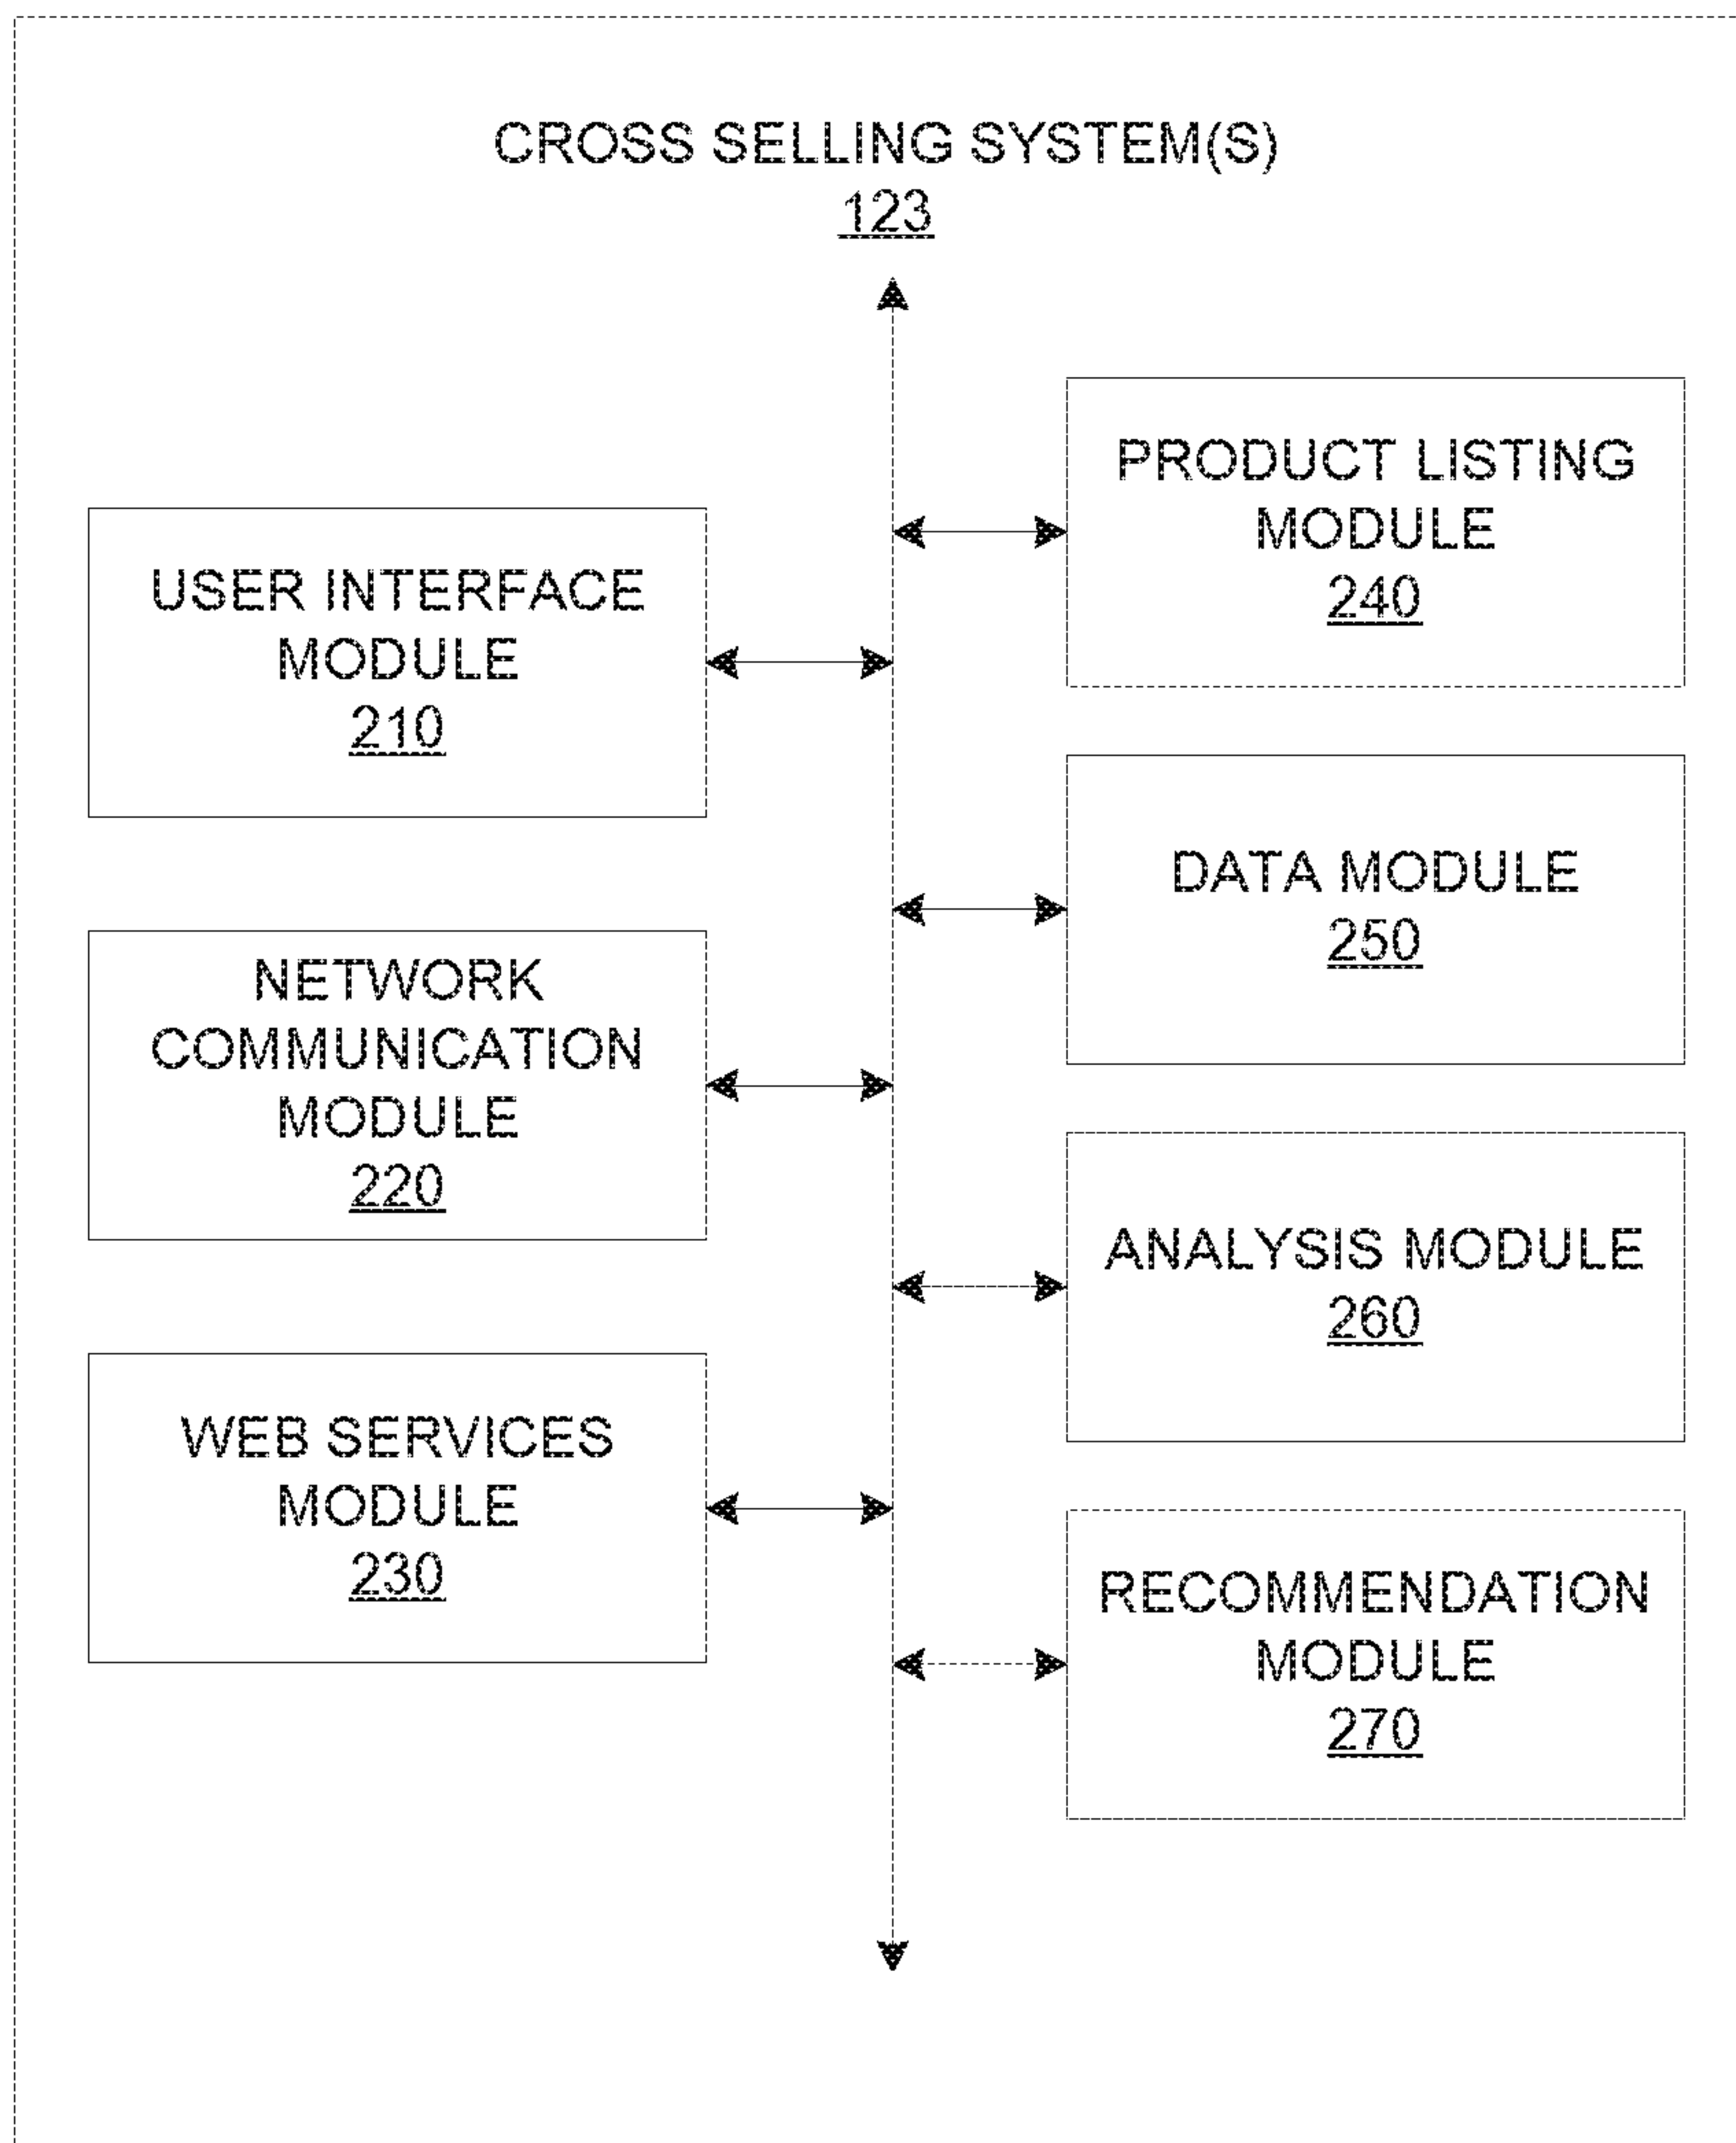 CROSS SELLING SYSTEM(S)
123
USER INTERFACE
MODULE
210
NETWORK
COMMUNICATION
MODULE
220
WEB SERVICES
MODULE
230
PRODUCT LISTING
MODULE
240
DATA MODULE
250
ANALYSIS MODULE
260
RECOMMENDATION
MODULE
270